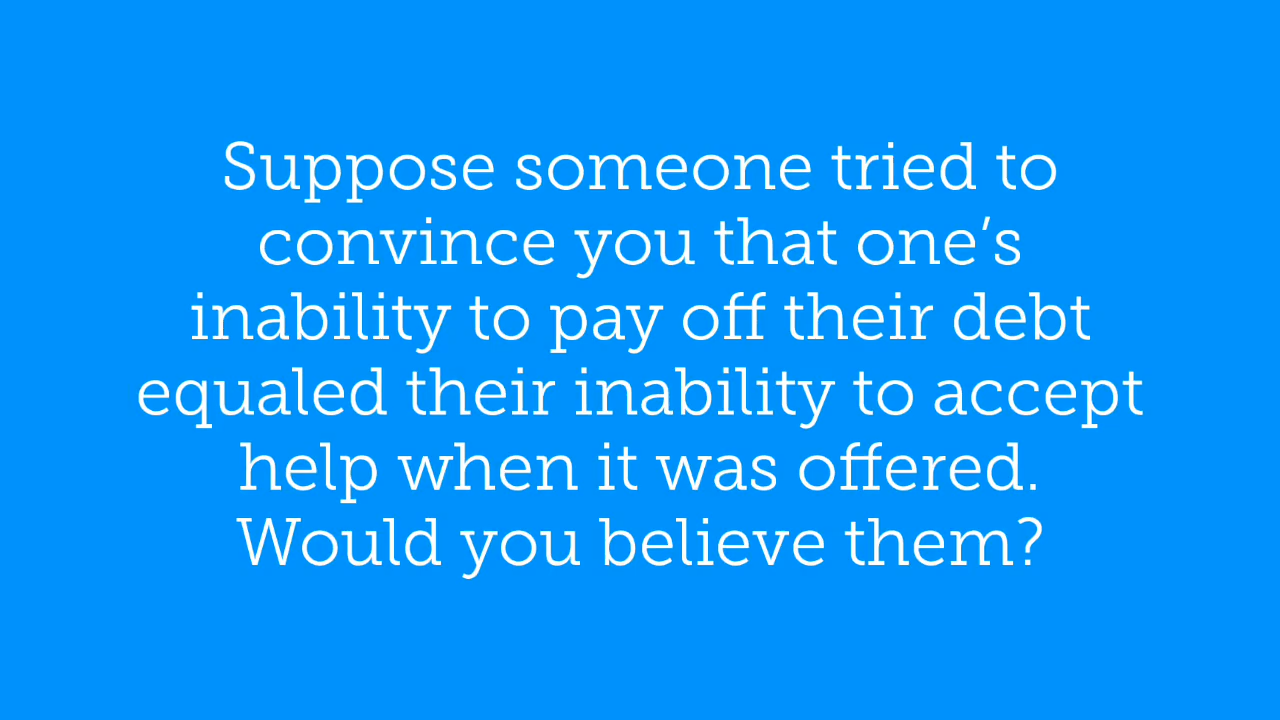 Suppose someone tried to
convince you that one’s
inability to pay off their debt
equaled their inability to accept
help when it was offered.
Would you believe them?